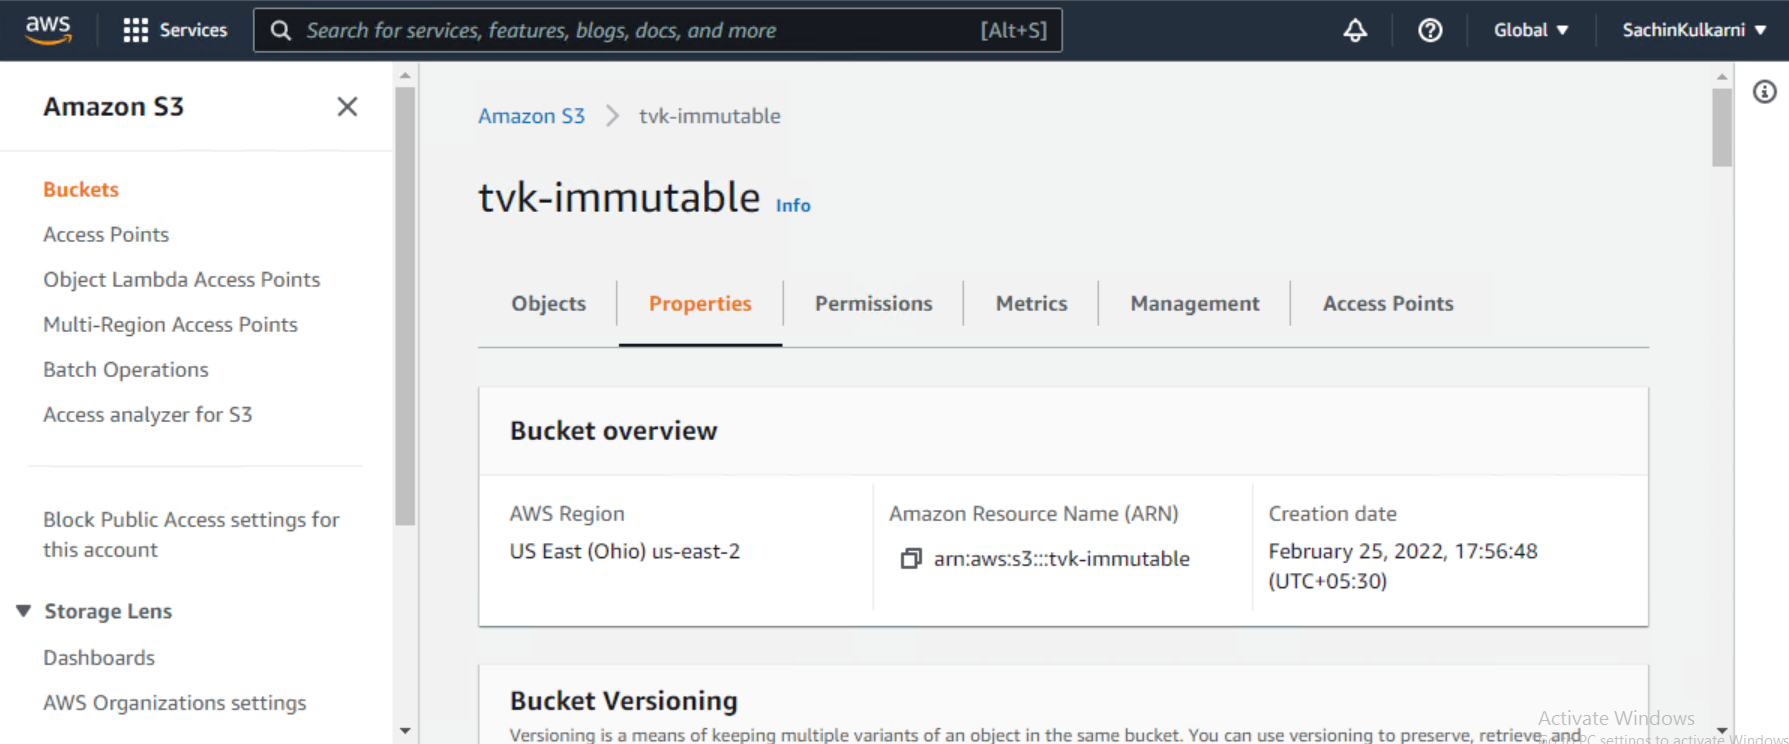 aws Services Search for services, features, blogs, docs, and more [Alt+S] Global SachinKulkarni
Amazon S3
Buckets
Access Points
Object Lambda Access Points
Multi-Region Access Points
Batch Operations
Access analyzer for S3
Block Public Access settings for
this account
Storage Lens
Dashboards
AWS Organizations settings
Amazon S3 > tvk-immutable
tvk-immutable Info
Objects Properties Permissions Metrics Management Access Points
Bucket overview
AWS Region
US East (Ohio) us-east-2
Amazon Resource Name (ARN)
arn:aws:s3:::tvk-immutable
Creation date
February 25, 2022, 17:56:48
(UTC+05:30)
Bucket Versioning
Versioning is a means of keeping multiple variants of an object in the same bucket. You can use versioning to preserve, retrieve, and
Activate Windows
PC settings to activate Windows